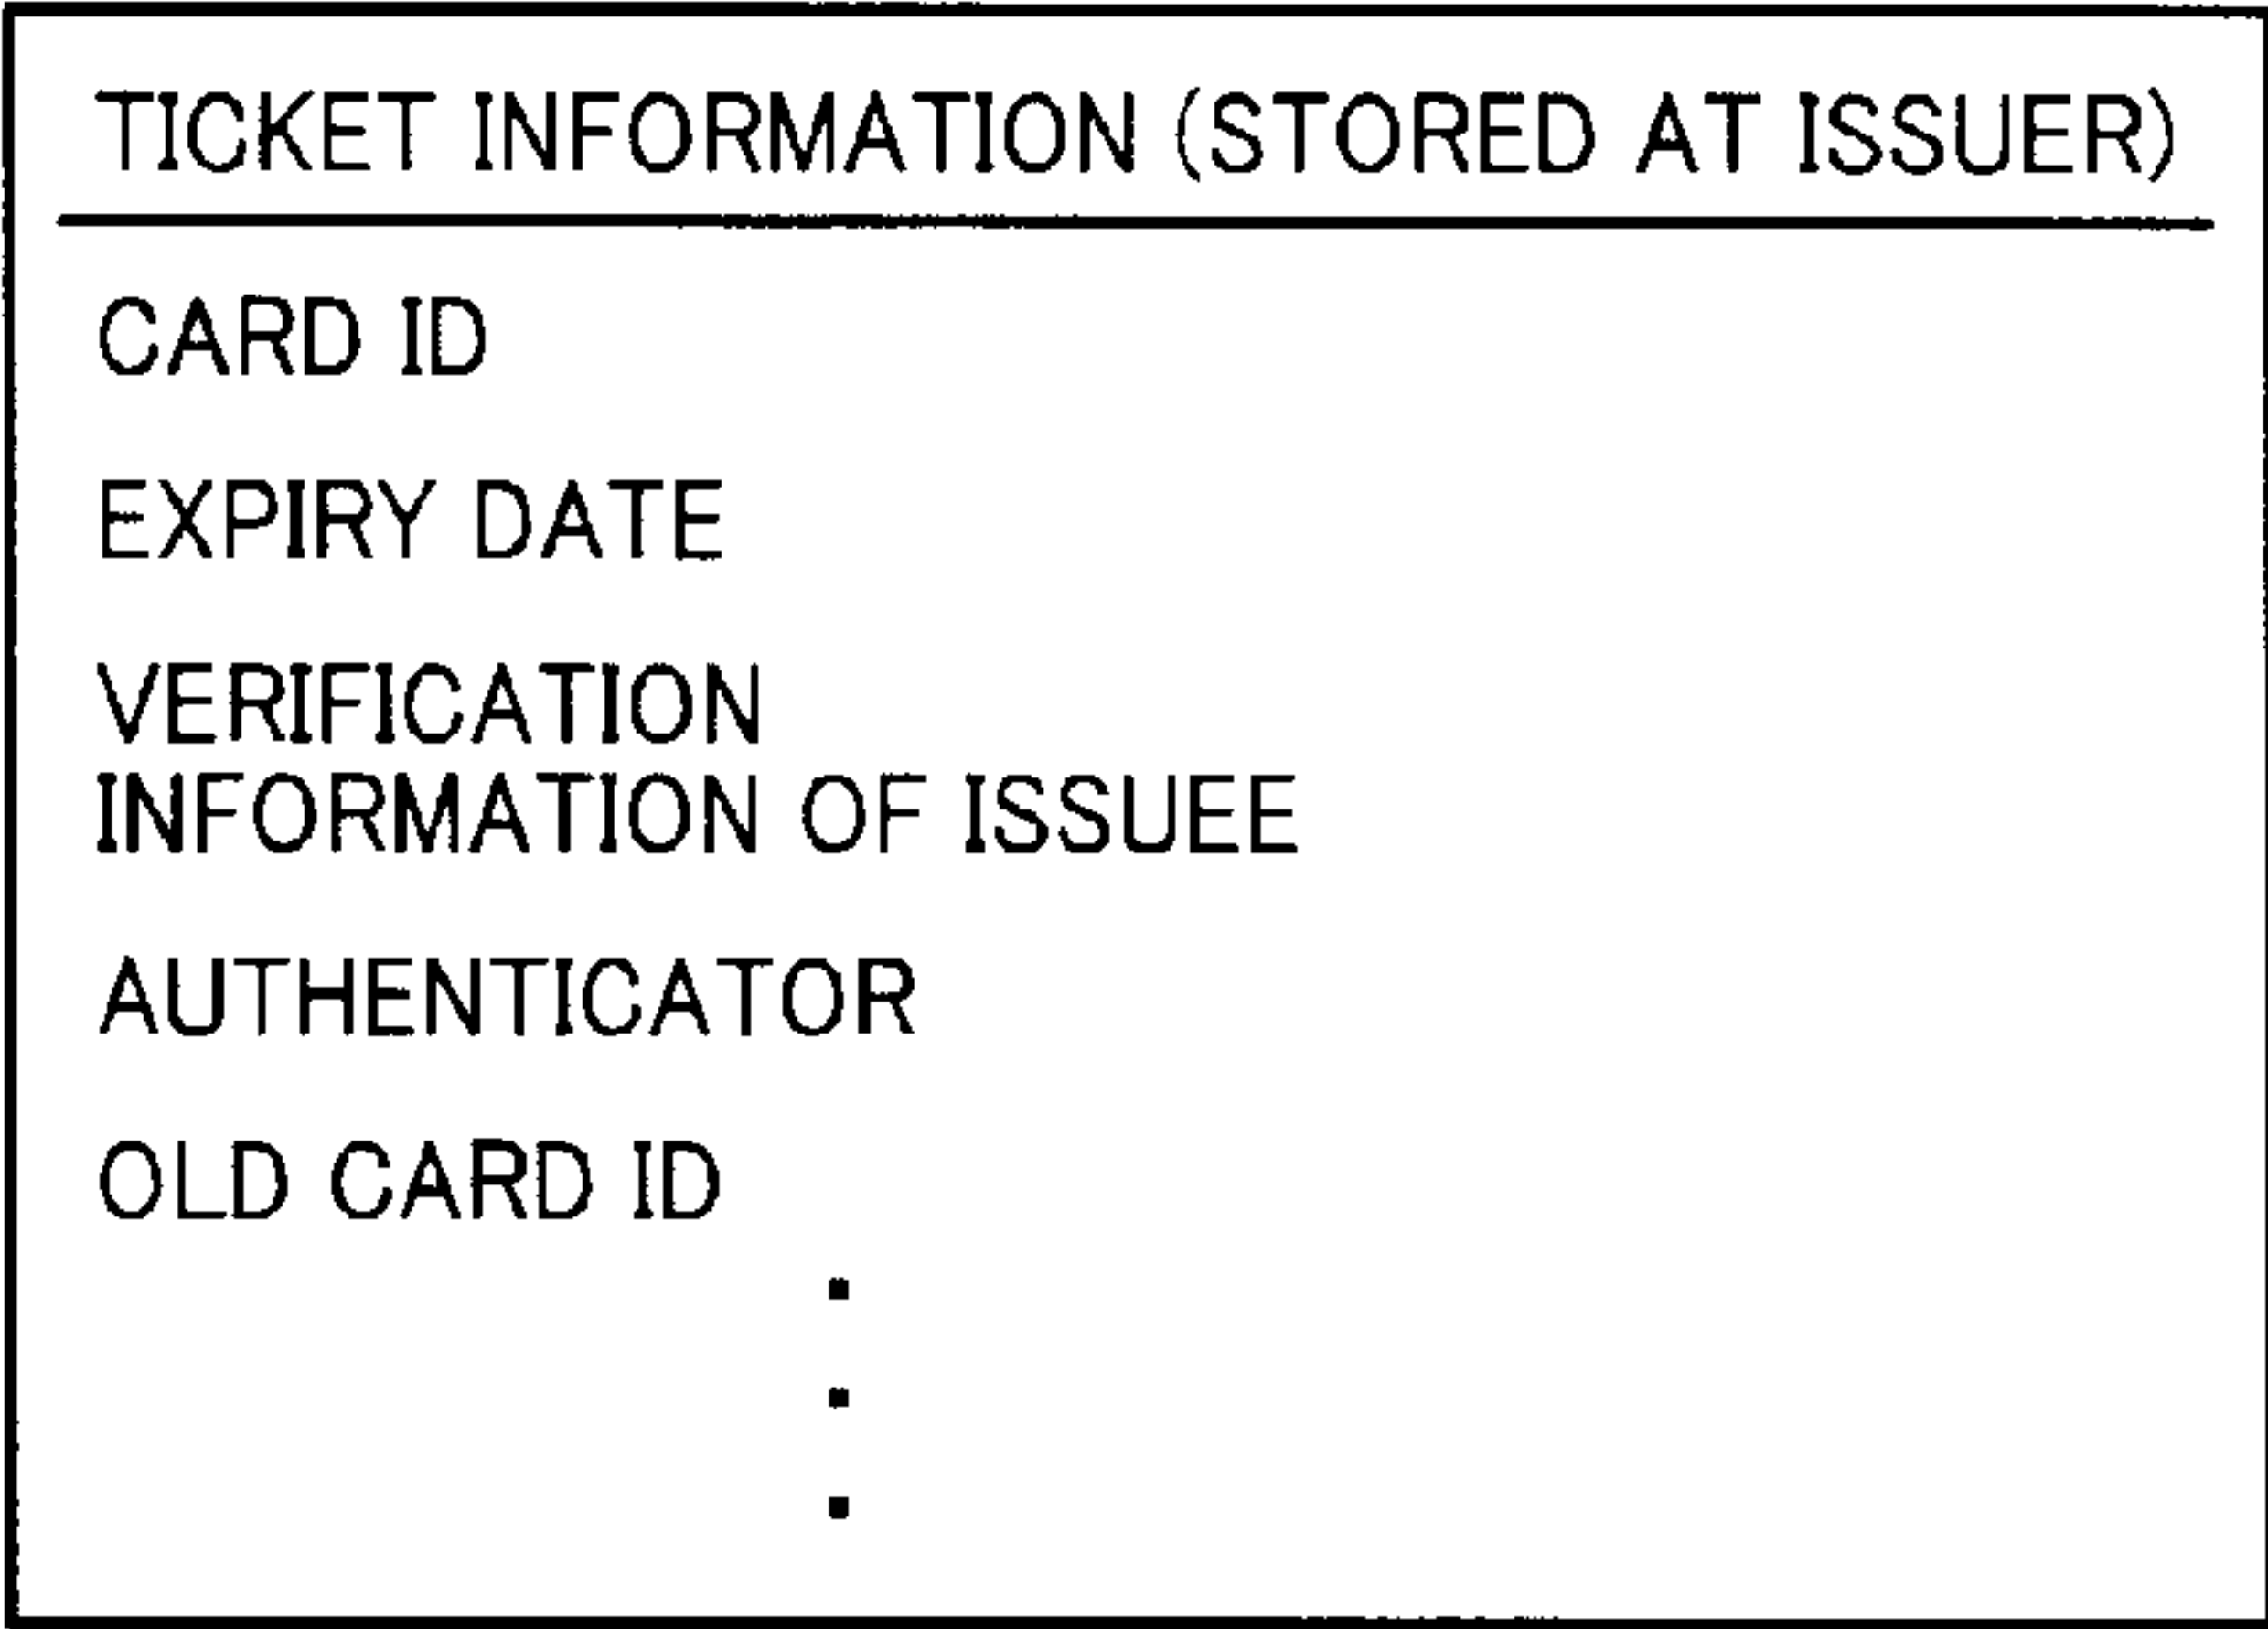 TICKET INFORMATION (STORED AT ISSUER)
CARD ID
EXPIRY DATE
VERIFICATION
INFORMATION OF ISSUEE
AUTHENTICATOR
OLD CARD ID